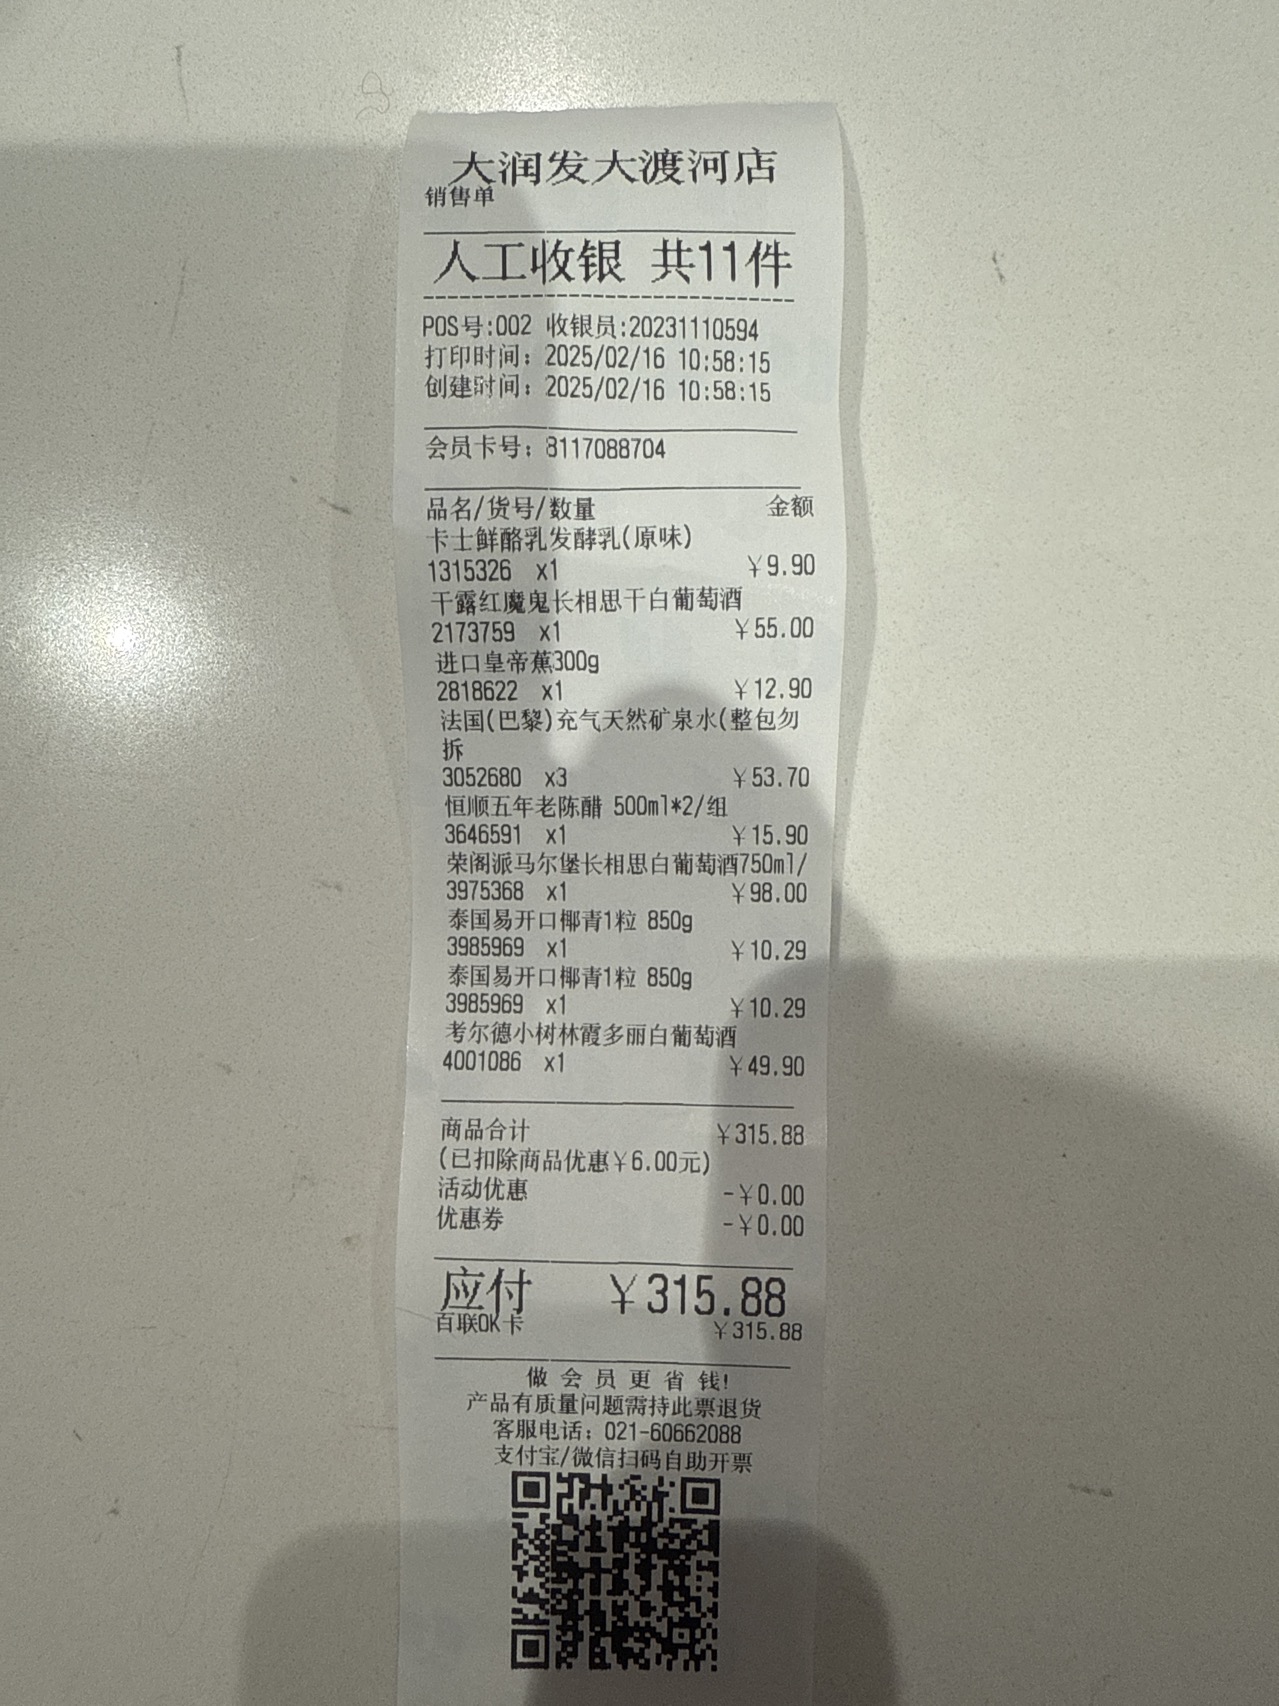 大润发大渡河店
销售单
人工收银 共11件
POS号:002 收银员:20231110594
打印时间: 2025/02/16 10:58:15
创建时间: 2025/02/16 10:58:15
会员卡号: 8117088704
品名/货号/数量 金额
卡士鲜酪乳发酵乳(原味)
1315326 x1 ￥9.90
干露红魔鬼长相思干白葡萄酒
2173759 x1 ￥55.00
进口皇帝蕉300g
2818622 x1 ￥12.90
法国(巴黎)充气天然矿泉水(整包勿
拆
3052680 x3 ￥53.70
恒顺五年老陈醋 500ml*2/组
3646591 x1 ￥15.90
荣阁派马尔堡长相思白葡萄酒750ml/
3975368 x1 ￥98.00
泰国易开口椰青1粒 850g
3985969 x1 ￥10.29
泰国易开口椰青1粒 850g
3985969 x1 ￥10.29
考尔德小树林霞多丽白葡萄酒
4001086 x1 ￥49.90
商品合计 ￥315.88
(已扣除商品优惠￥6.00元)
活动优惠 -￥0.00
优惠券 -￥0.00
应付 ￥315.88
百联OK卡 ￥315.88
做 会 员 更 省 钱!
产品有质量问题需持此票退货
客服电话: 021-60662088
支付宝/微信扫码自助开票